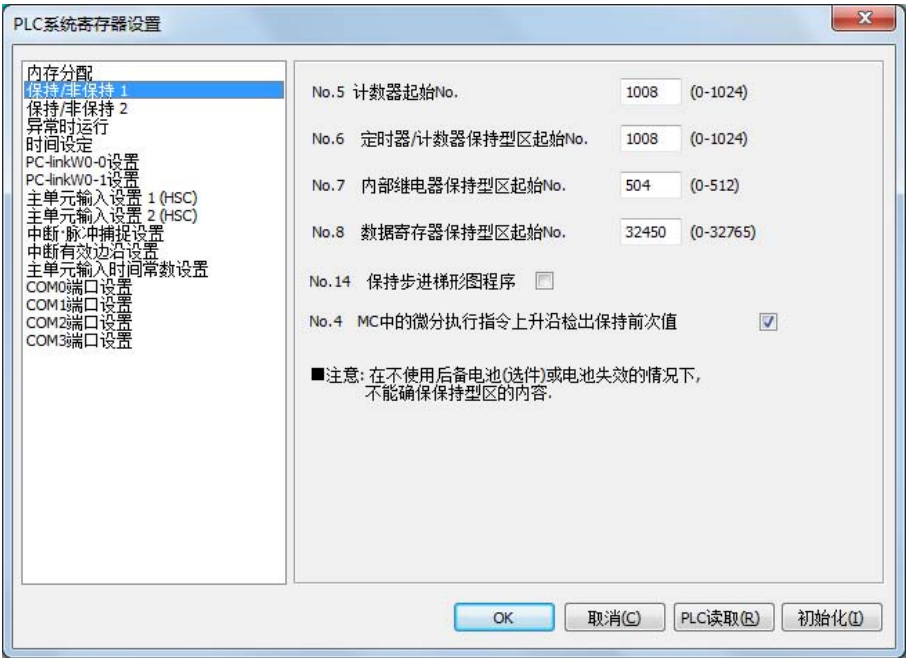 PLC系统寄存器设置
内存分配
保持/非保持 1
保持/非保持 2
异常时运行
时间设定
PC-linkW0-0设置
PC-linkW0-1设置
主单元输入设置 1 (HSC)
主单元输入设置 2 (HSC)
中断·脉冲捕捉设置
中断有效边沿设置
主单元输入时间常数设置
COM0端口设置
COM1端口设置
COM2端口设置
COM3端口设置
No.5 计数器起始No. 1008 (0-1024)
No.6 定时器/计数器保持型区起始No. 1008 (0-1024)
No.7 内部继电器保持型区起始No. 504 (0-512)
No.8 数据寄存器保持型区起始No. 32450 (0-32765)
No.14 保持步进梯形图程序
No.4 MC中的微分执行指令上升沿检出保持前次值
■注意: 在不使用后备电池(选件)或电池失效的情况下,
不能确保保持型区的内容.
OK 取消(C) PLC读取(R) 初始化(I)